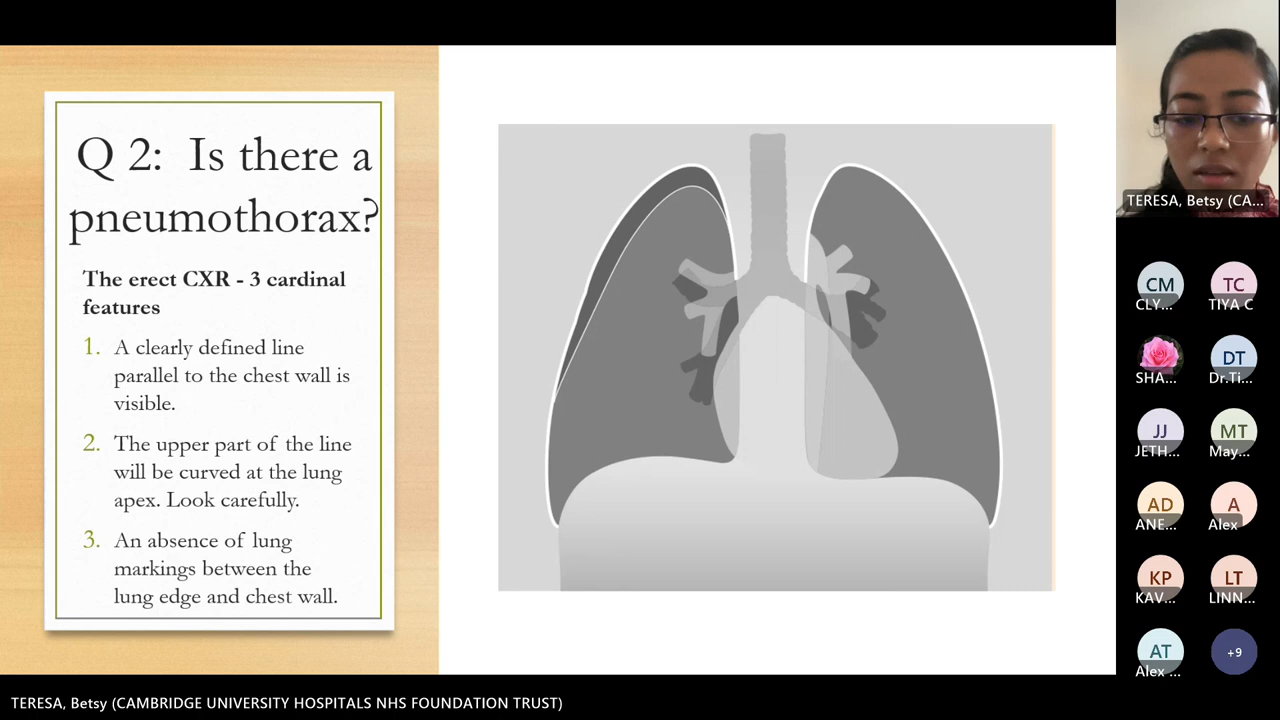 Q 2: Is there a
pneumothorax?
The erect CXR - 3 cardinal
features
1. A clearly defined line
parallel to the chest wall is
visible.
2. The upper part of the line
will be curved at the lung
apex. Look carefully.
3. An absence of lung
markings between the
lung edge and chest wall.
TERESA, Betsy (CA...
CM
CLY...
TC
TIYA C
SHA...
DT
Dr.Ti...
JJ
JETH...
MT
May...
AD
ANE...
A
Alex
KP
KAV...
LT
LINN...
AT
Alex ...
+9
TERESA, Betsy (CAMBRIDGE UNIVERSITY HOSPITALS NHS FOUNDATION TRUST)